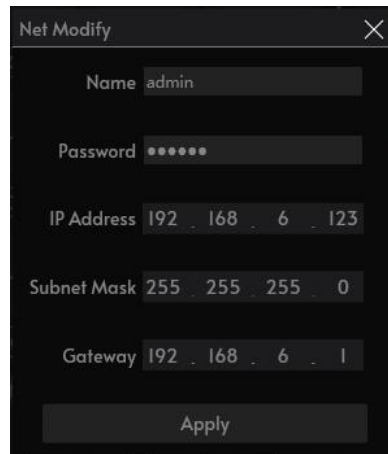 Net Modify
Name admin
Password ●●●●●●
IP Address 192 . 168 . 6 . 123
Subnet Mask 255 . 255 . 255 . 0
Gateway 192 . 168 . 6 . 1
Apply